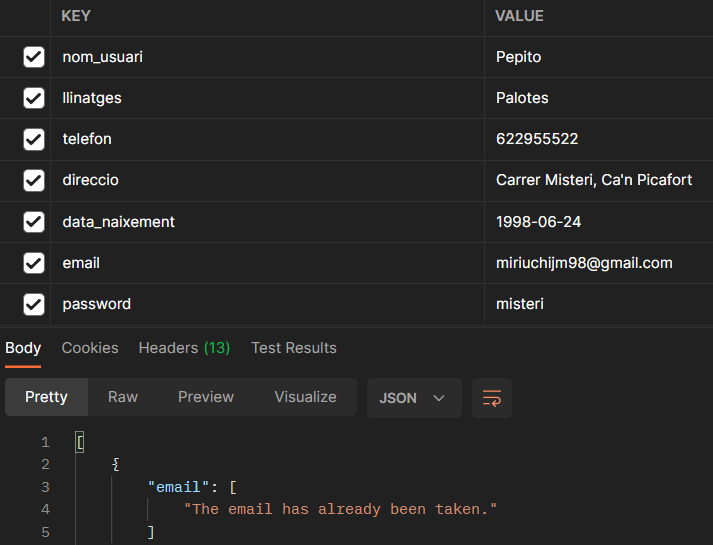 KEY VALUE
nom_usuari Pepito
llinatges Palotes
telefon 622955522
direccio Carrer Misteri, Ca'n Picafort
data_naixement 1998-06-24
email miriuchijm98@gmail.com
password misteri
Body Cookies Headers (13) Test Results
Pretty Raw Preview Visualize JSON
1 [
2 {
3 "email": [
4 "The email has already been taken."
5 ]